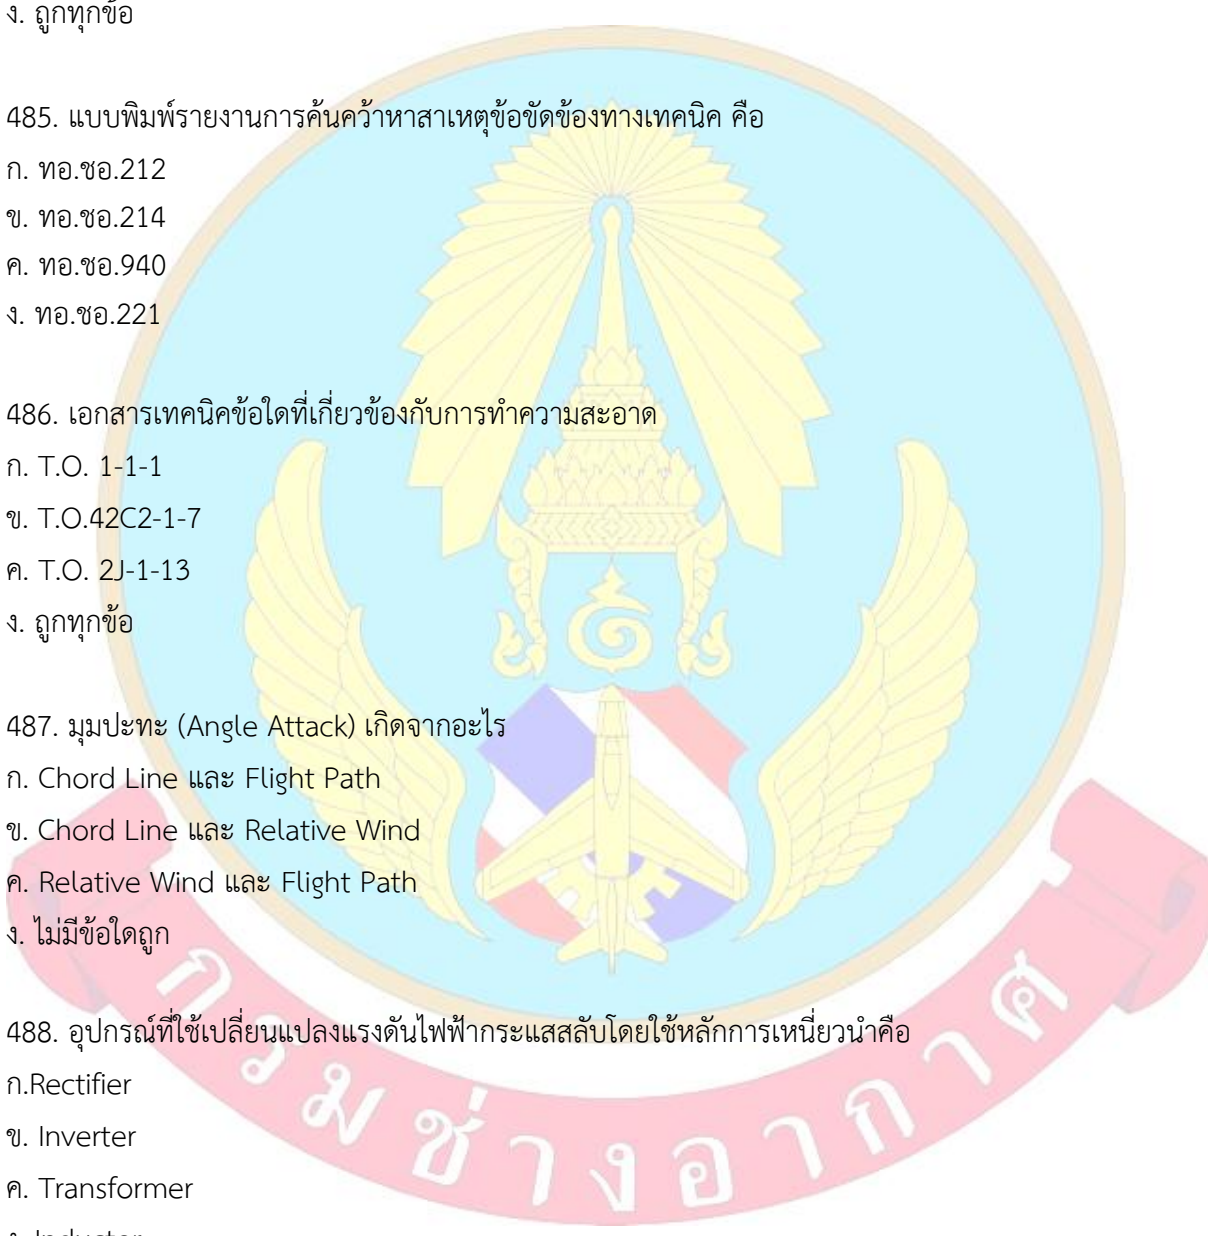 ง. ถูกทุกข้อ
485. แบบพิมพ์รายงานการค้นคว้าหาสาเหตุข้อขัดข้องทางเทคนิค คือ
ก. ทอ.ชอ.212
ข. ทอ.ชอ.214
ค. ทอ.ชอ.940
ง. ทอ.ชอ.221
486. เอกสารเทคนิคข้อใดที่เกี่ยวข้องกับการทำความสะอาด
ก. T.O. 1-1-1
ข. T.O.42C2-1-7
ค. T.O. 2J-1-13
ง. ถูกทุกข้อ
487. มุมปะทะ (Angle Attack) เกิดจากอะไร
ก. Chord Line และ Flight Path
ข. Chord Line และ Relative Wind
ค. Relative Wind และ Flight Path
ง. ไม่มีข้อใดถูก
488. อุปกรณ์ที่ใช้เปลี่ยนแปลงแรงดันไฟฟ้ากระแสสลับโดยใช้หลักการเหนี่ยวนำคือ
ก.Rectifier
ข. Inverter
ค. Transformer
ง. Inductor
กรมช่างอากาศ